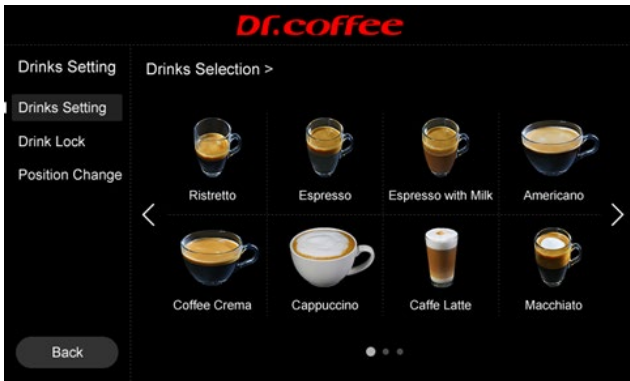 Dr.coffee
Drinks Setting
Drinks Selection >
Drinks Setting
Drink Lock
Position Change
Ristretto
Espresso
Espresso with Milk
Americano
Coffee Crema
Cappuccino
Caffe Latte
Macchiato
Back